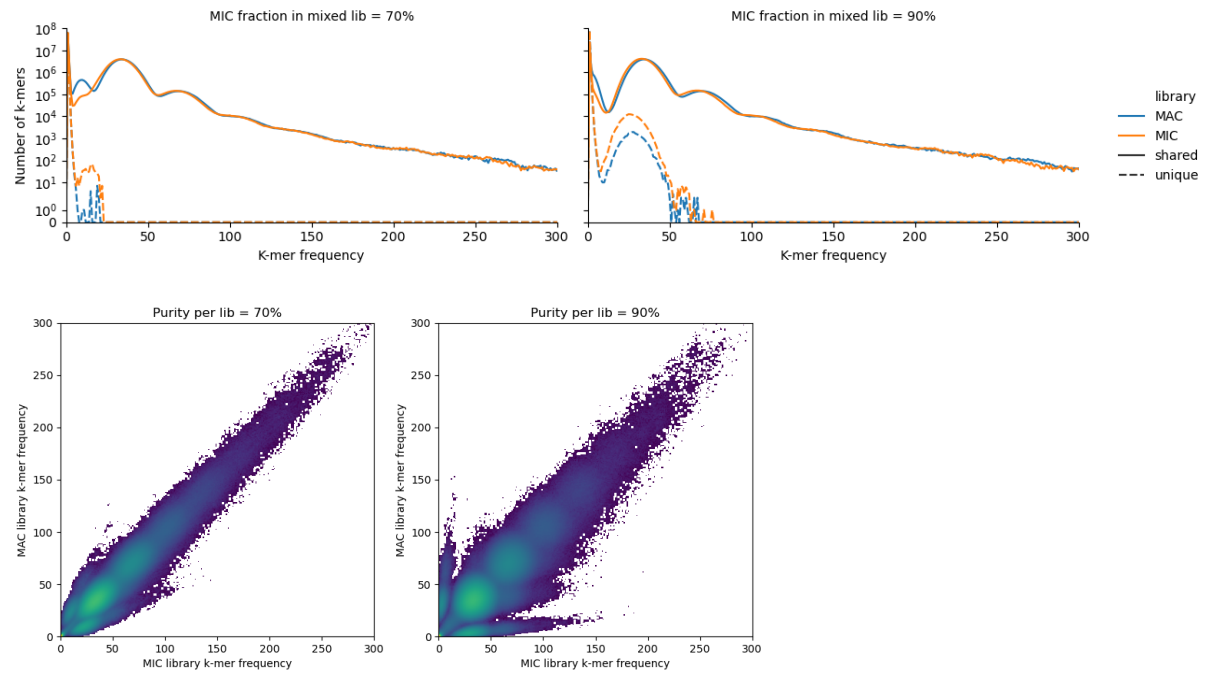 MIC fraction in mixed lib = 70%
MIC fraction in mixed lib = 90%
10^8
10^7
10^6
10^5
10^4
10^3
10^2
10^1
10^0
0
Number of k-mers
0 50 100 150 200 250 300
0 50 100 150 200 250 300
K-mer frequency
K-mer frequency
library
MAC
MIC
shared
unique
Purity per lib = 70%
Purity per lib = 90%
300
250
200
150
100
50
0
MAC library k-mer frequency
0 50 100 150 200 250 300
MIC library k-mer frequency
300
250
200
150
100
50
0
MAC library k-mer frequency
0 50 100 150 200 250 300
MIC library k-mer frequency